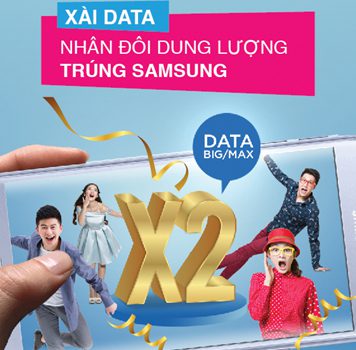 XÀI DATA
NHÂN ĐÔI DUNG LƯỢNG
TRÚNG SAMSUNG
DATA
BIG/MAX
X2